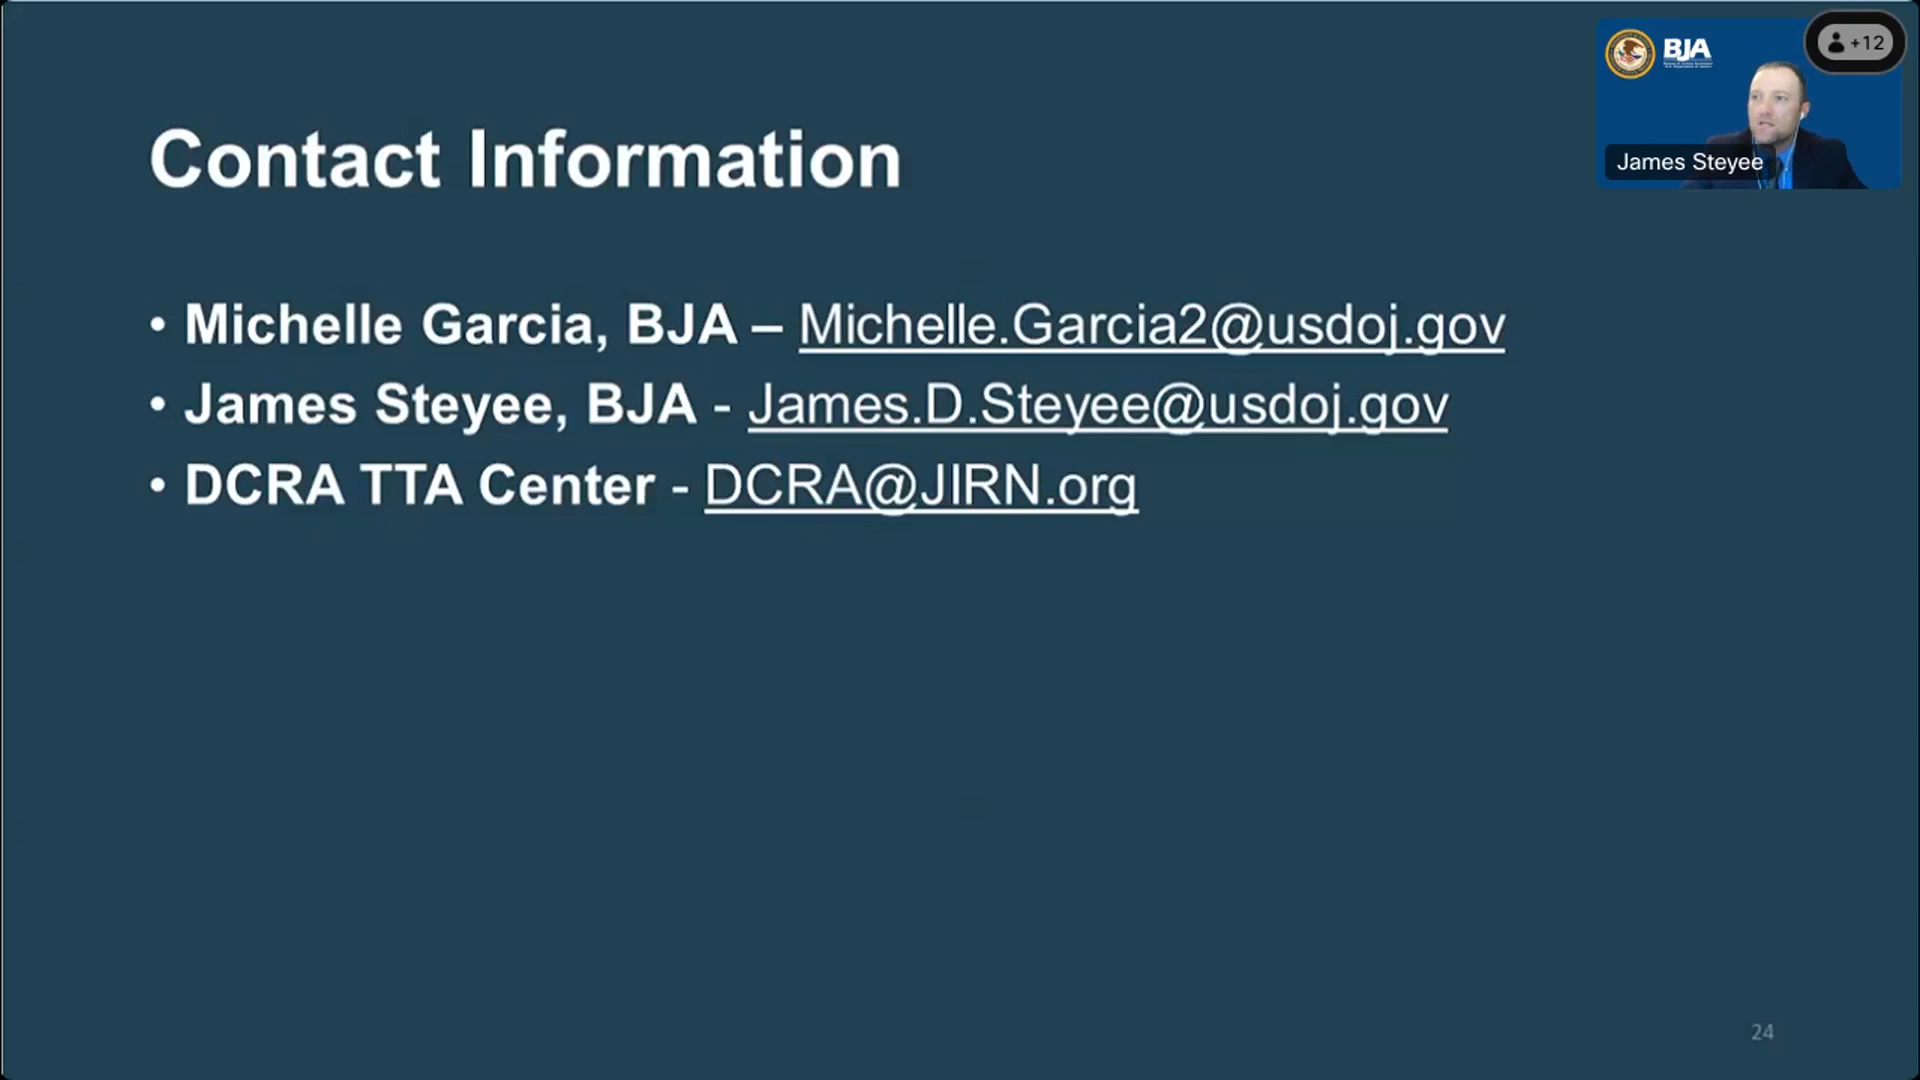 BJA
+12
James Steyee
Contact Information
• Michelle Garcia, BJA – Michelle.Garcia2@usdoj.gov
• James Steyee, BJA - James.D.Steyee@usdoj.gov
• DCRA TTA Center - DCRA@JIRN.org
24